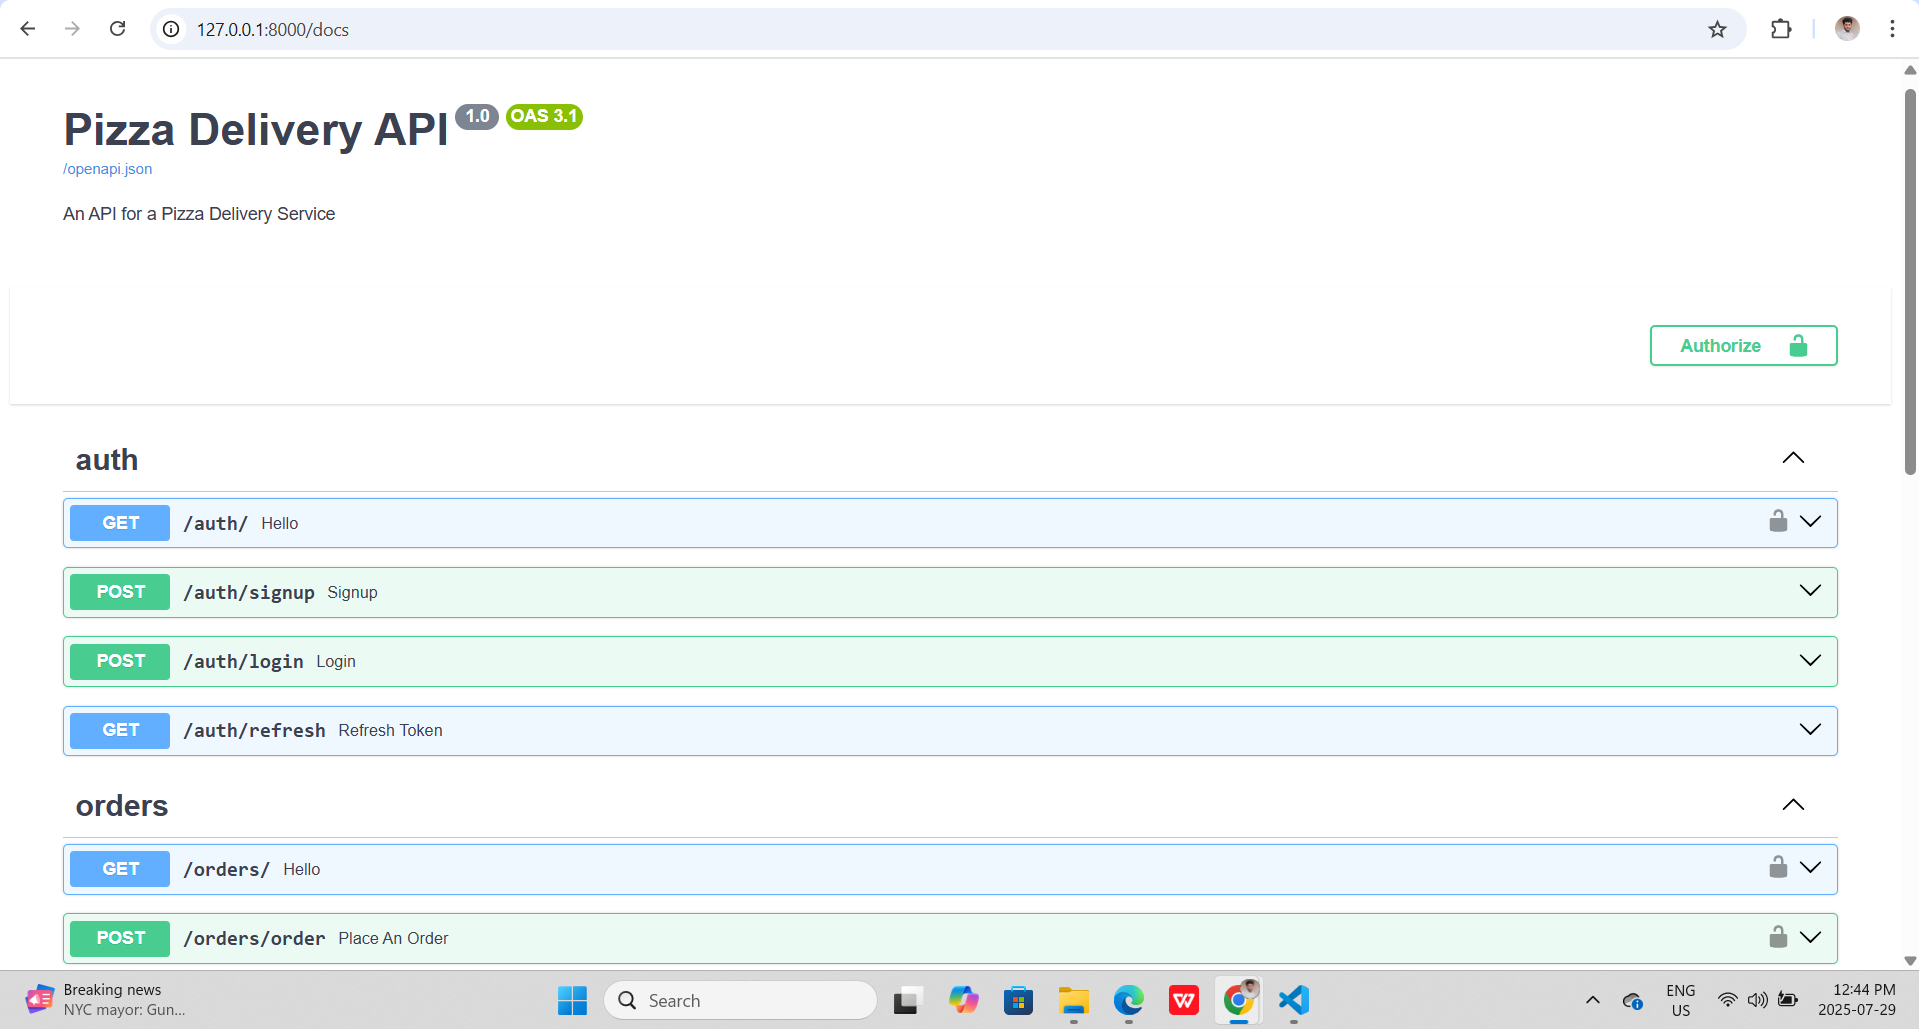 127.0.0.1:8000/docs
Pizza Delivery API 1.0 OAS 3.1
/openapi.json
An API for a Pizza Delivery Service
Authorize
auth
GET /auth/ Hello
POST /auth/signup Signup
POST /auth/login Login
GET /auth/refresh Refresh Token
orders
GET /orders/ Hello
POST /orders/order Place An Order
Breaking news
NYC mayor: Gun...
Search
W
ENG
US
12:44 PM
2025-07-29